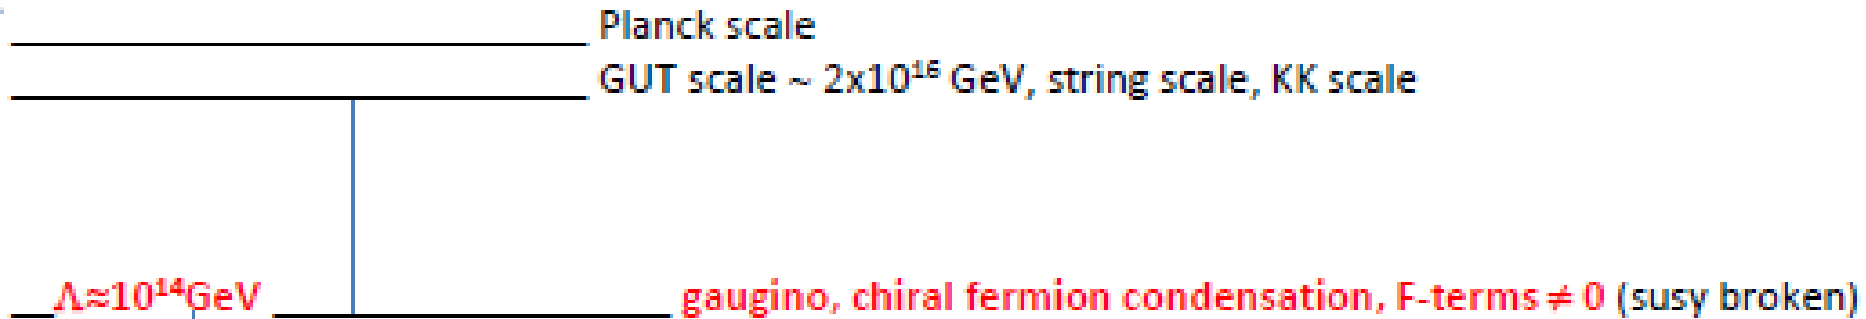 Planck scale
GUT scale ~ 2x10¹⁶ GeV, string scale, KK scale
Λ≈10¹⁴GeV gaugino, chiral fermion condensation, F-terms ≠ 0 (susy broken)